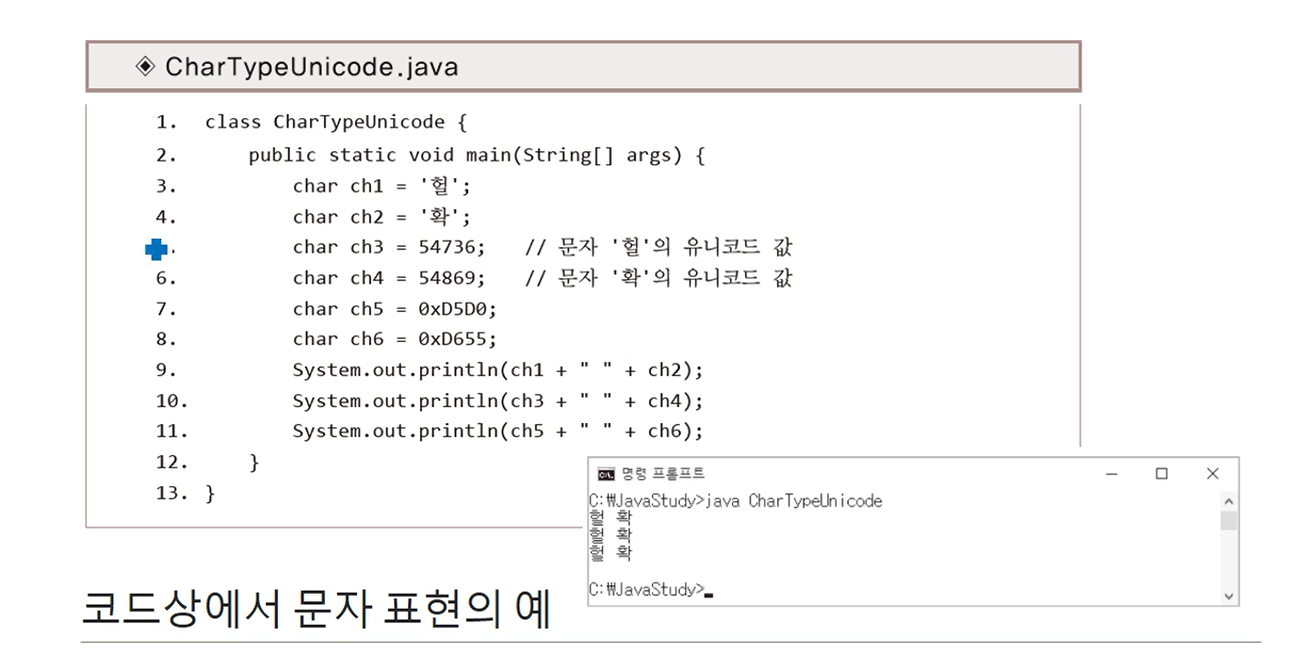 ◈ CharTypeUnicode.java
1. class CharTypeUnicode {
2. public static void main(String[] args) {
3. char ch1 = '헐';
4. char ch2 = '확';
. char ch3 = 54736; // 문자 '헐'의 유니코드 값
6. char ch4 = 54869; // 문자 '확'의 유니코드 값
7. char ch5 = 0xD5D0;
8. char ch6 = 0xD655;
9. System.out.println(ch1 + " " + ch2);
10. System.out.println(ch3 + " " + ch4);
11. System.out.println(ch5 + " " + ch6);
12. }
13. }
명령 프롬프트
C:₩JavaStudy>java CharTypeUnicode
헐 확
헐 확
헐 확
C:₩JavaStudy>
코드상에서 문자 표현의 예